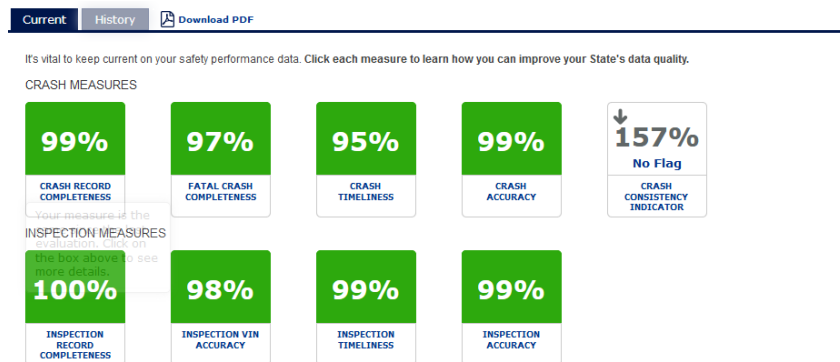 Current History Download PDF
It's vital to keep current on your safety performance data. Click each measure to learn how you can improve your State's data quality.
CRASH MEASURES
99% 97% 95% 99% 157%
No Flag
CRASH RECORD COMPLETENESS
FATAL CRASH COMPLETENESS
CRASH TIMELINESS
CRASH ACCURACY
CRASH CONSISTENCY INDICATOR
Your measure is the
evaluation. Click on
the box above to see
more details.
INSPECTION MEASURES
100% 98% 99% 99%
INSPECTION RECORD COMPLETENESS
INSPECTION VIN ACCURACY
INSPECTION TIMELINESS
INSPECTION ACCURACY